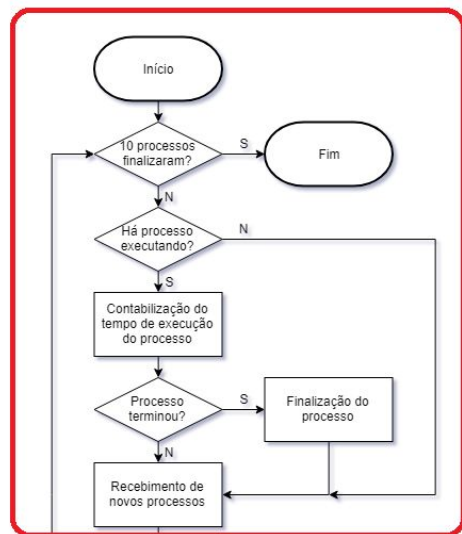 Início
10 processos
finalizaram?
S
Fim
N
Há processo
executando?
N
S
Contabilização do
tempo de execução
do processo
Processo
terminou?
S
Finalização do
processo
N
Recebimento de
novos processos